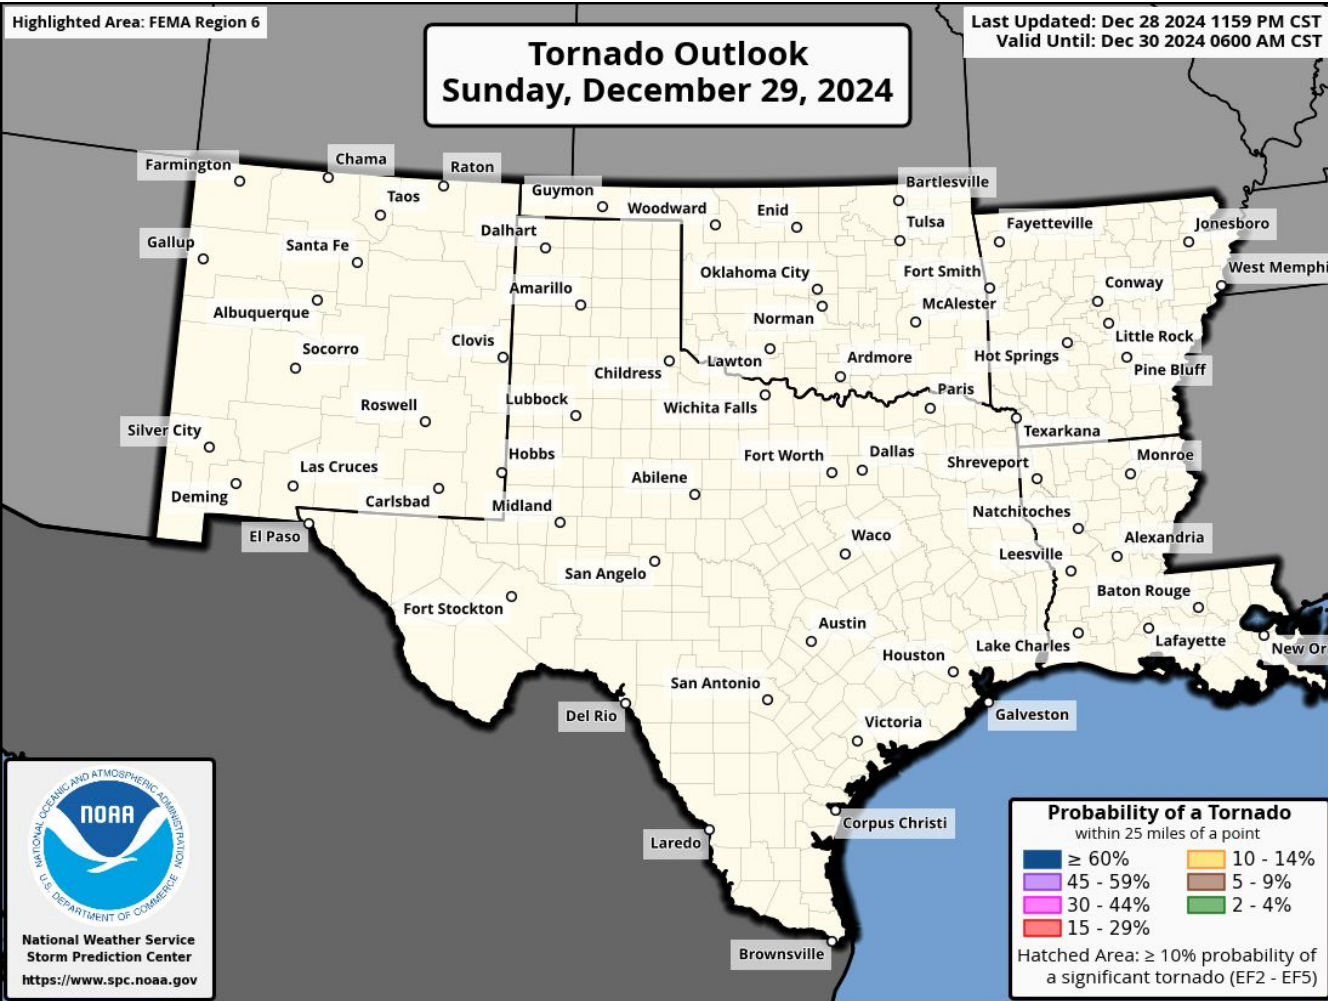 Highlighted Area: FEMA Region 6
Last Updated: Dec 28 2024 1159 PM CST
Valid Until: Dec 30 2024 0600 AM CST
Tornado Outlook
Sunday, December 29, 2024
Farmington
Chama
Raton
Taos
Guymon
Woodward
Enid
Bartlesville
Tulsa
Fayetteville
Jonesboro
Gallup
Santa Fe
Dalhart
Oklahoma City
Fort Smith
West Memphi
Amarillo
Conway
Albuquerque
Norman
McAlester
Socorro
Clovis
Lawton
Ardmore
Hot Springs
Little Rock
Childress
Pine Bluff
Roswell
Lubbock
Wichita Falls
Paris
Silver City
Texarkana
Las Cruces
Hobbs
Fort Worth
Dallas
Shreveport
Monroe
Abilene
Deming
Carlsbad
Midland
Natchitoches
El Paso
Waco
Alexandria
San Angelo
Leesville
Fort Stockton
Baton Rouge
Austin
Lake Charles
Lafayette
New Or
Houston
San Antonio
Del Rio
Victoria
Galveston
Corpus Christi
Laredo
Brownsville
NATIONAL OCEANIC AND ATMOSPHERIC ADMINISTRATION
NOAA
U.S. DEPARTMENT OF COMMERCE
National Weather Service
Storm Prediction Center
https://www.spc.noaa.gov
Probability of a Tornado
within 25 miles of a point
≥ 60%
45 - 59%
30 - 44%
15 - 29%
10 - 14%
5 - 9%
2 - 4%
Hatched Area: ≥ 10% probability of
a significant tornado (EF2 - EF5)